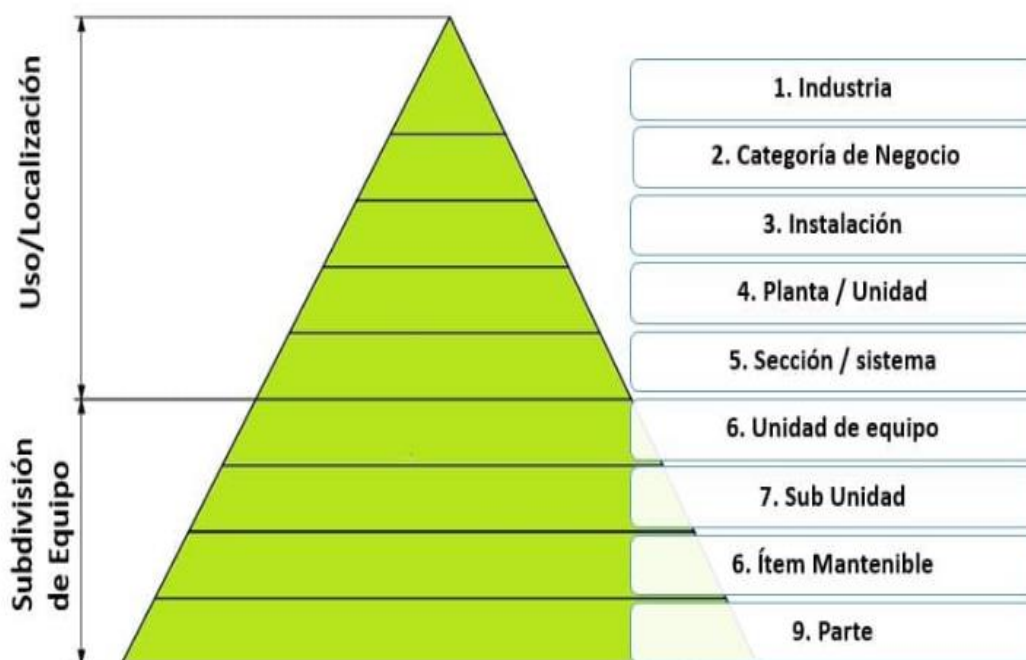 Uso/Localización
1. Industria
2. Categoría de Negocio
3. Instalación
4. Planta / Unidad
5. Sección / sistema
Subdivisión
de Equipo
6. Unidad de equipo
7. Sub Unidad
6. Ítem Mantenible
9. Parte